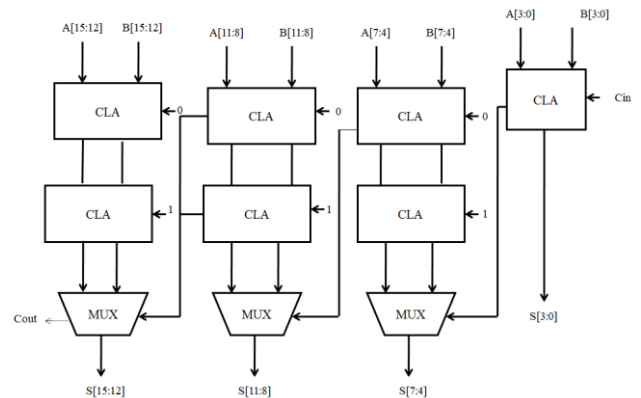 A[15:12] B[15:12] A[11:8] B[11:8] A[7:4] B[7:4] A[3:0] B[3:0]
CLA 0 CLA 0 CLA 0 CLA Cin
CLA 1 CLA 1 CLA 1
Cout MUX MUX MUX S[3:0]
S[15:12] S[11:8] S[7:4]